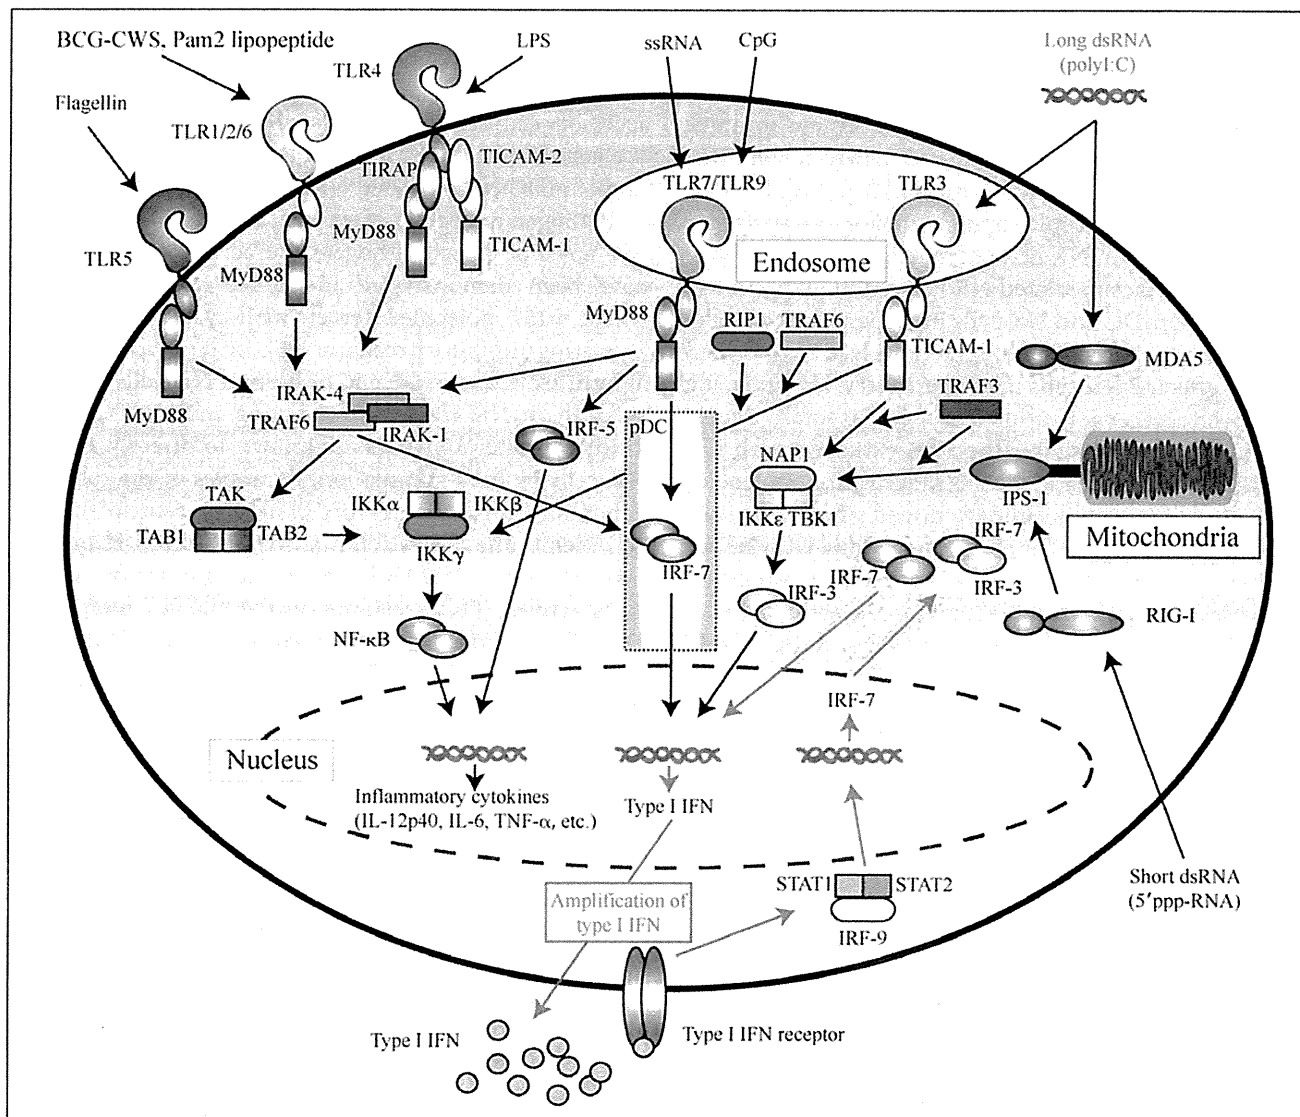 BCG-CWS, Pam2 lipopeptide
LPS
ssRNA
CpG
Long dsRNA
(polyI:C)
TLR4
Flagellin
TLR1/2/6
TIRAP
TICAM-2
TLR7/TLR9
TLR3
MyD88
TICAM-1
TLR5
MyD88
Endosome
MyD88
RIP1
TRAF6
TICAM-1
MDA5
MyD88
IRAK-4
TRAF6
IRAK-1
IRF-5
pDC
TRAF3
NAP1
TAK
IKKα
IKKβ
IPS-1
TAB1
TAB2
IKKγ
IKKε TBK1
IRF-7
Mitochondria
IRF-7
IRF-7
IRF-3
IRF-3
RIG-I
NF-κB
IRF-7
Nucleus
Inflammatory cytokines
(IL-12p40, IL-6, TNF-α, etc.)
Type I IFN
STAT1
STAT2
Short dsRNA
(5′ppp-RNA)
Amplification of
type I IFN
IRF-9
Type I IFN
Type I IFN receptor